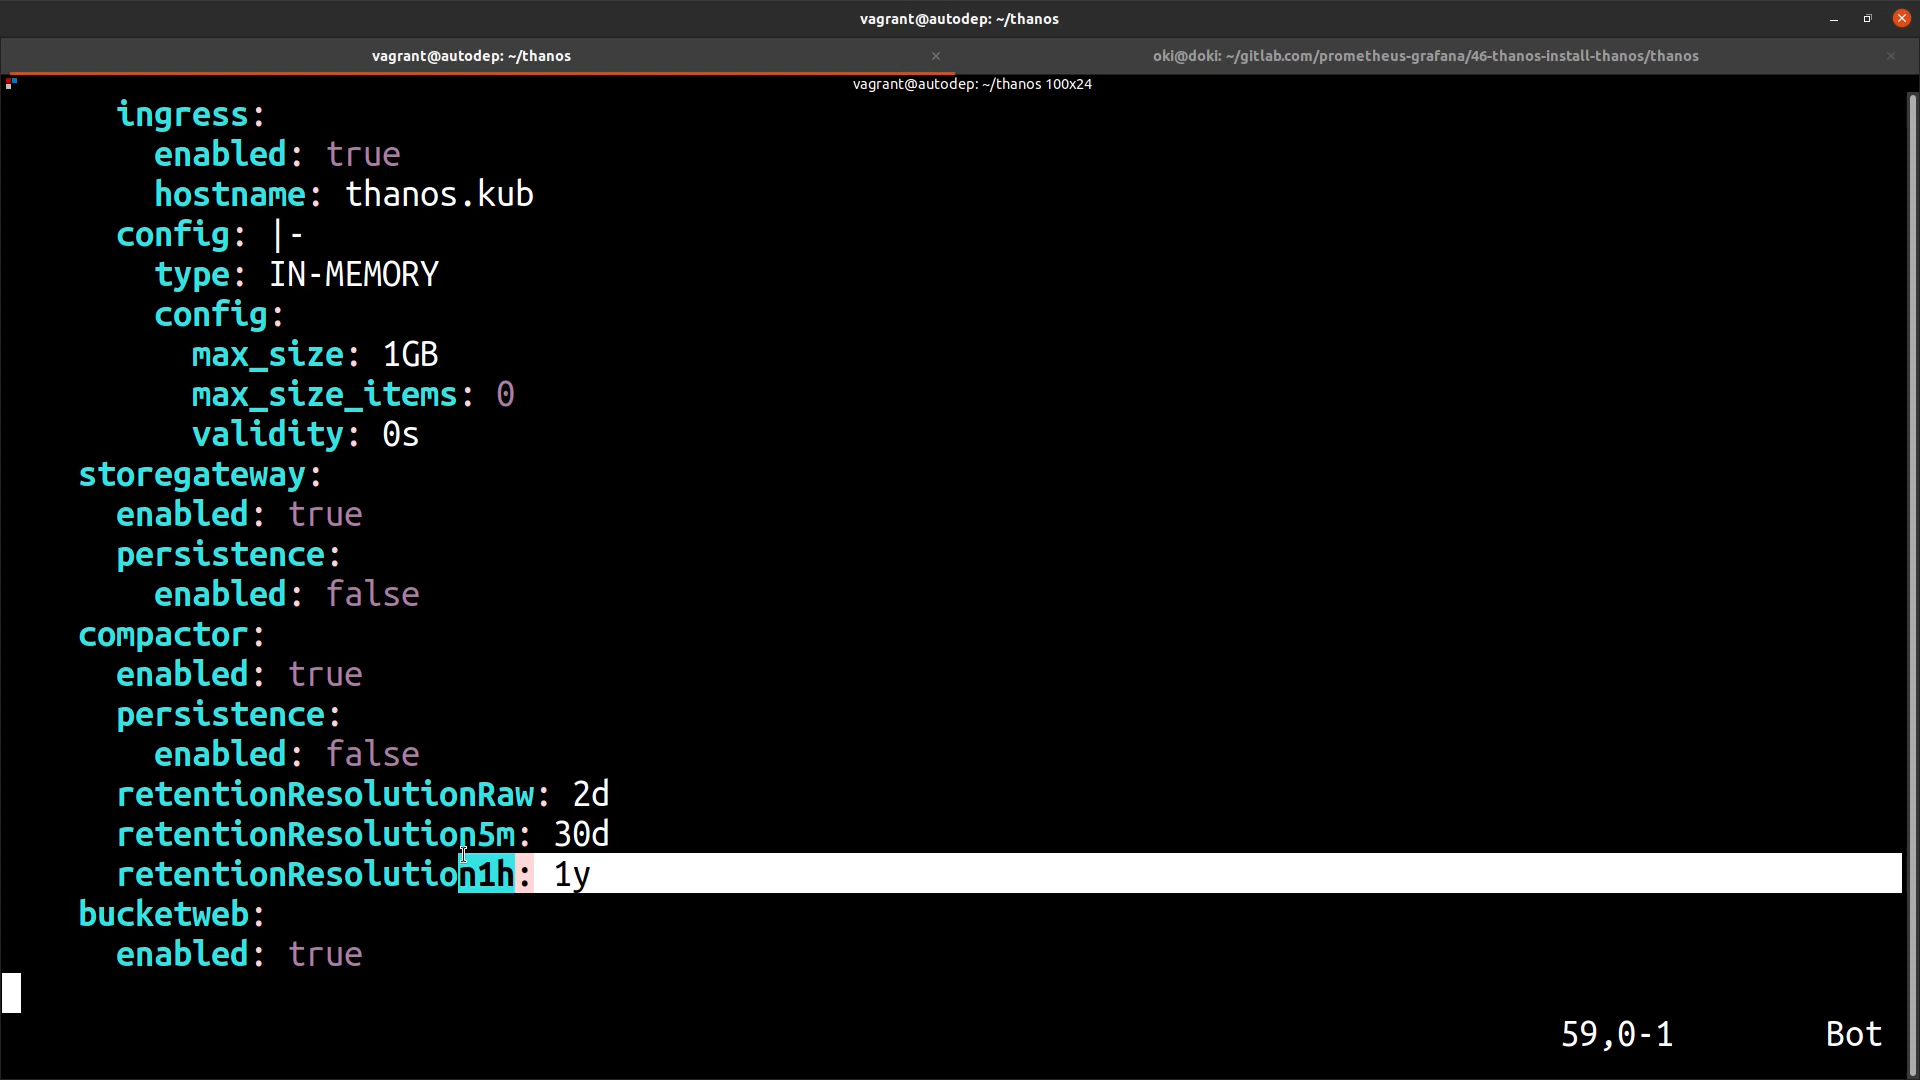 vagrant@autodep: ~/thanos
vagrant@autodep: ~/thanos
oki@doki: ~/gitlab.com/prometheus-grafana/46-thanos-install-thanos/thanos
vagrant@autodep: ~/thanos 100x24
ingress:
enabled: true
hostname: thanos.kub
config: |-
type: IN-MEMORY
config:
max_size: 1GB
max_size_items: 0
validity: 0s
storegateway:
enabled: true
persistence:
enabled: false
compactor:
enabled: true
persistence:
enabled: false
retentionResolutionRaw: 2d
retentionResolution5m: 30d
retentionResolution1h: 1y
bucketweb:
enabled: true
59,0-1 Bot